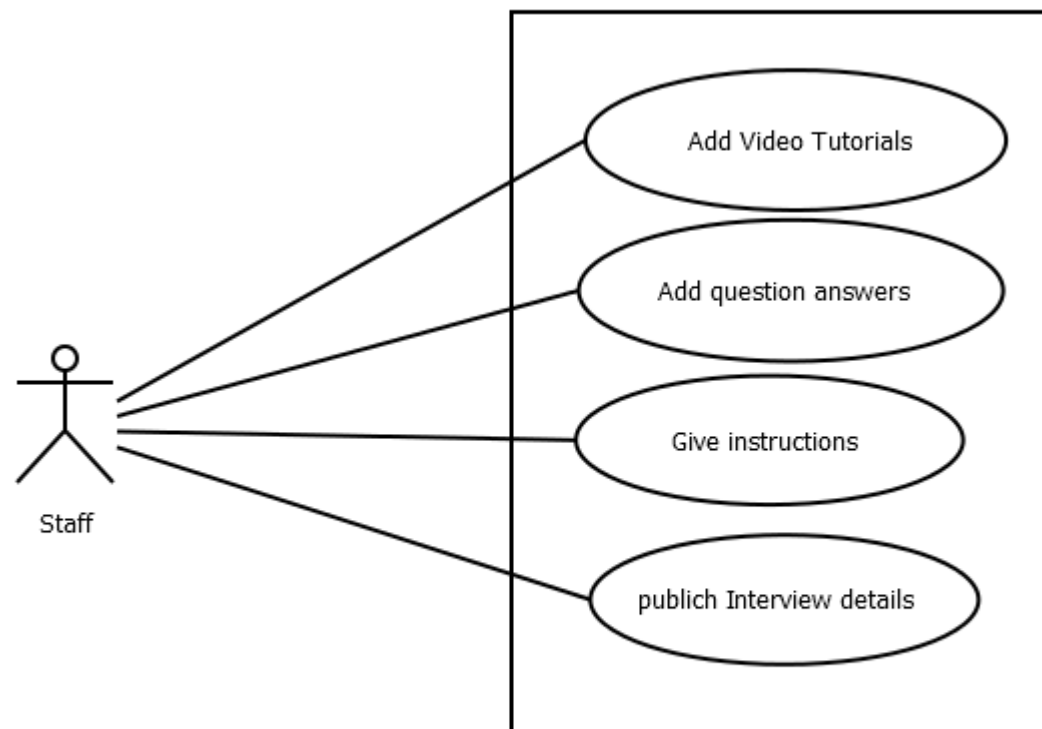 Add Video Tutorials
Add question answers
Give instructions
Staff
publich Interview details